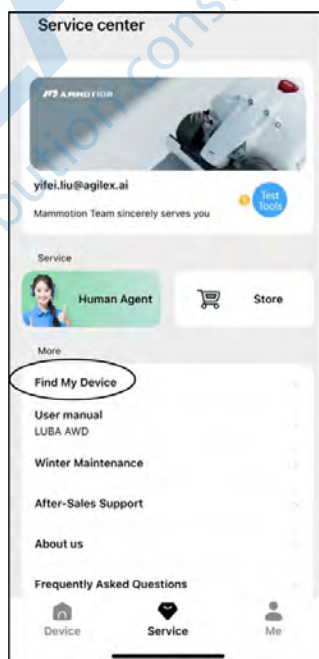 Service center
MAMMOTION
yifei.liu@agilex.ai
Mammotion Team sincerely serves you
Test
Tools
Service
Human Agent
Store
More
Find My Device
User manual
LUBA AWD
Winter Maintenance
After-Sales Support
About us
Frequently Asked Questions
Device
Service
Me